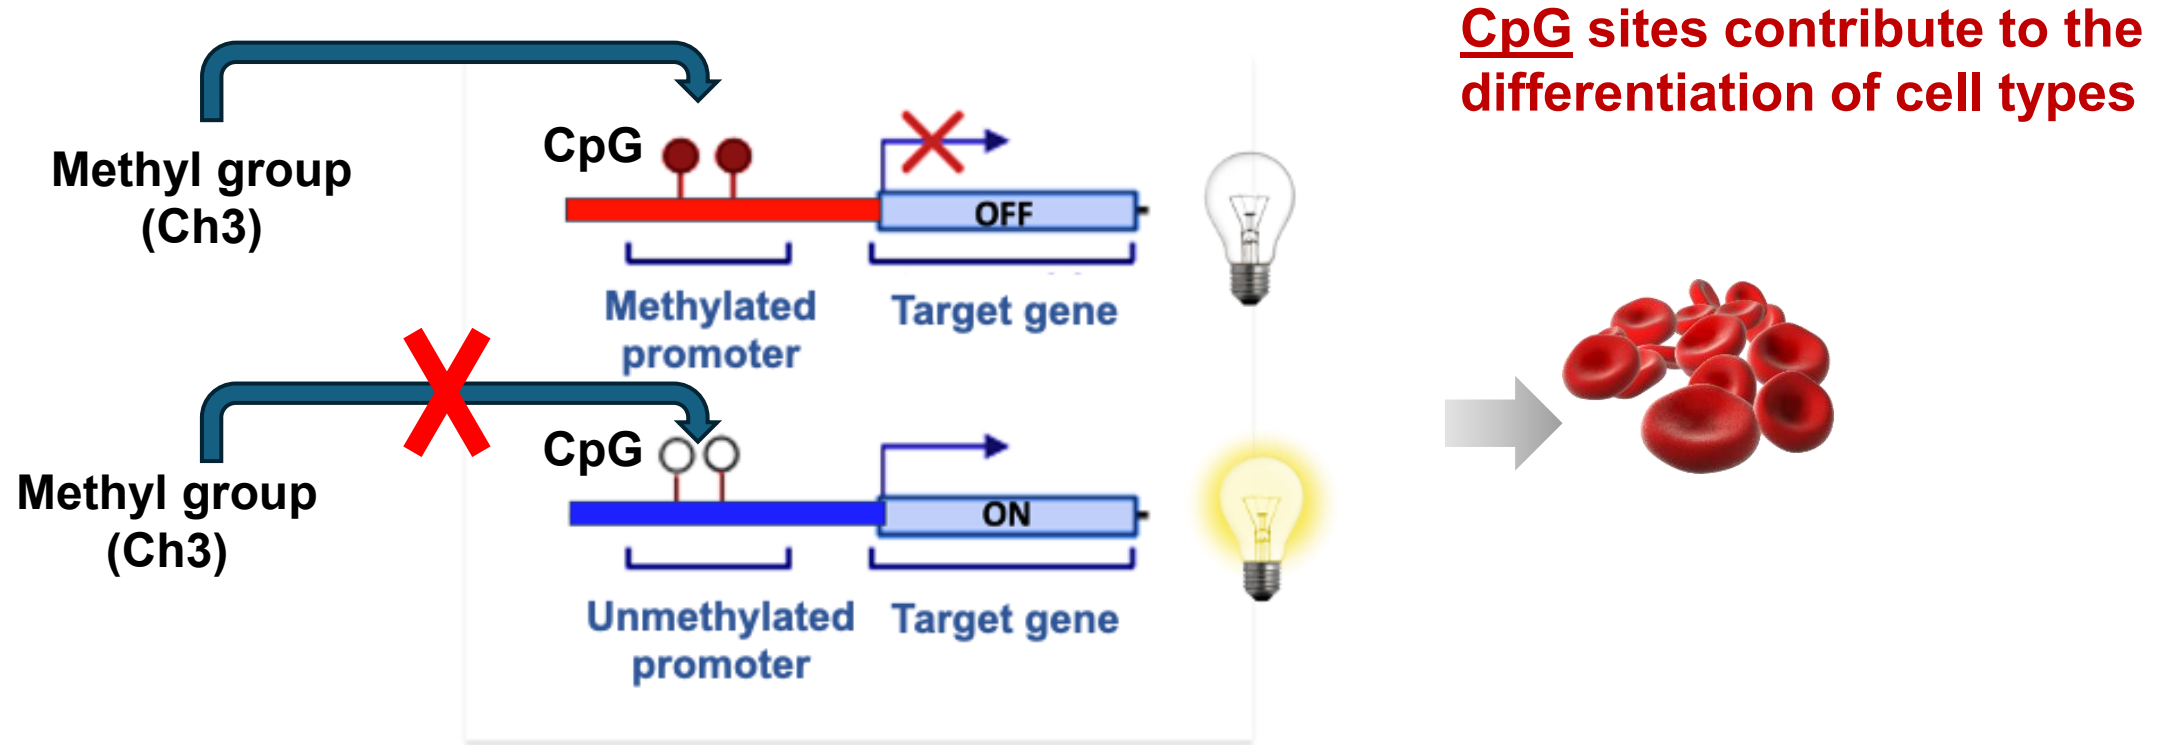 CpG sites contribute to the
differentiation of cell types
Methyl group
(Ch3)
CpG
OFF
Methylated
promoter
Target gene
Methyl group
(Ch3)
CpG
ON
Unmethylated
promoter
Target gene